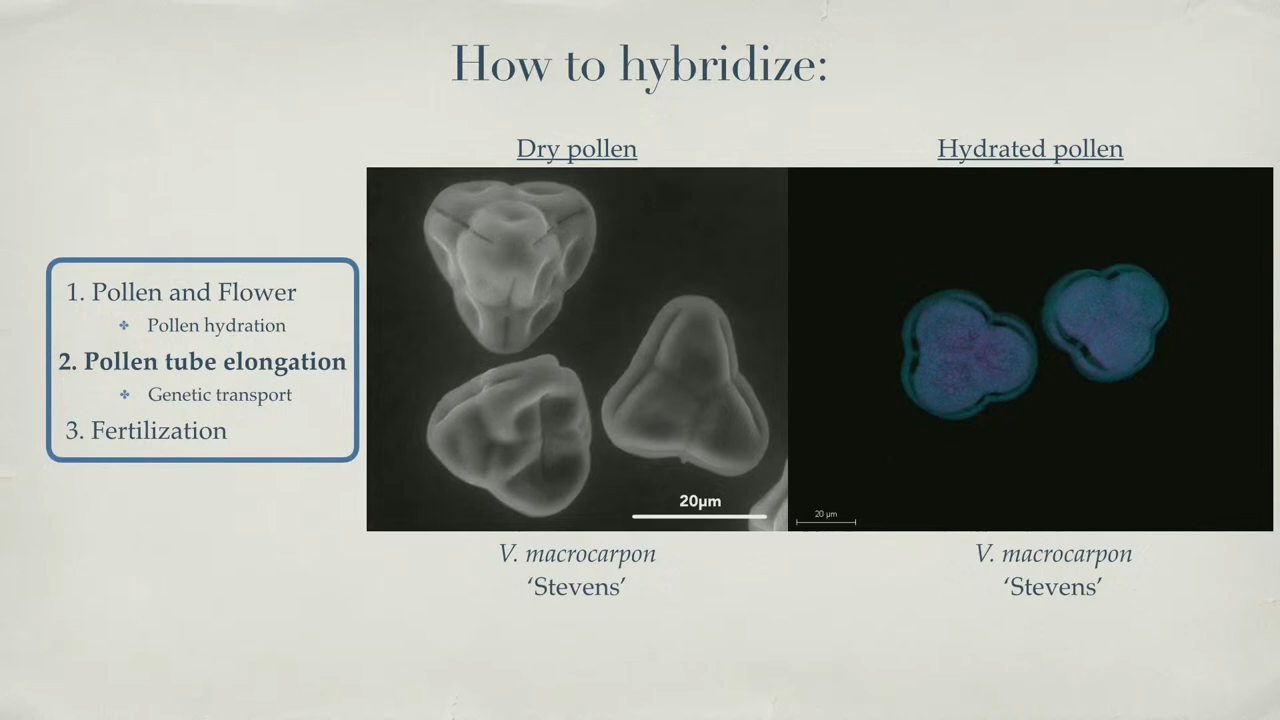 How to hybridize:
Dry pollen
Hydrated pollen
1. Pollen and Flower
Pollen hydration
2. Pollen tube elongation
Genetic transport
3. Fertilization
20μm
20 μm
V. macrocarpon
‘Stevens’
V. macrocarpon
‘Stevens’